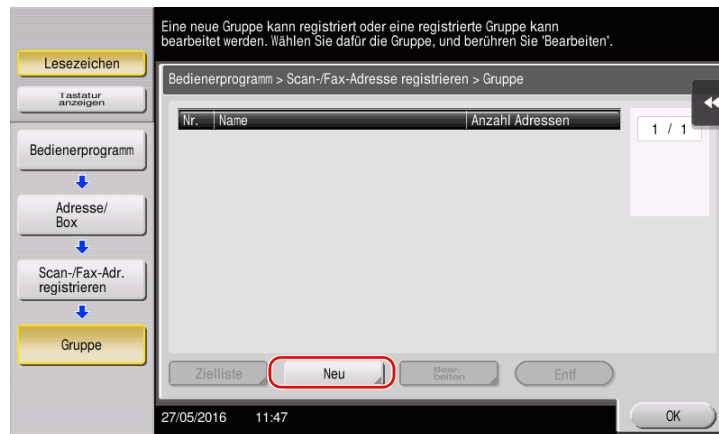 Eine neue Gruppe kann registriert oder eine registrierte Gruppe kann
bearbeitet werden. Wählen Sie dafür die Gruppe, und berühren Sie 'Bearbeiten'.
Lesezeichen
Tastatur
anzeigen
Bedienerprogramm
Adresse/
Box
Scan-/Fax-Adr.
registrieren
Gruppe
Bedienerprogramm > Scan-/Fax-Adresse registrieren > Gruppe
Nr. Name Anzahl Adressen
1 / 1
Zielliste Neu Bear-
beiten Entf
27/05/2016 11:47 OK